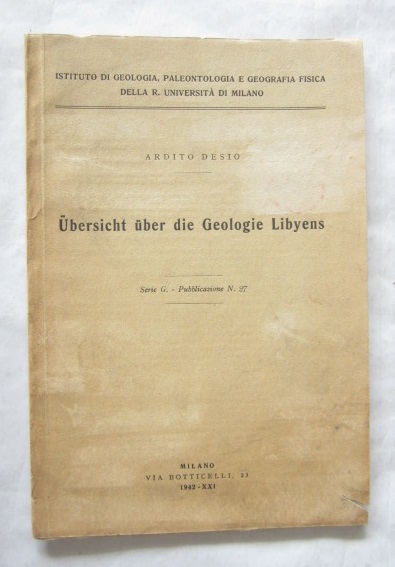 ISTITUTO DI GEOLOGIA, PALEONTOLOGIA E GEOGRAFIA FISICA
DELLA R. UNIVERSITÀ DI MILANO
ARDITO DESIO
Übersicht über die Geologie Libyens
Serie G. - Pubblicazione N. 27
MILANO
VIA BOTTICELLI, 23
1942 - XXI